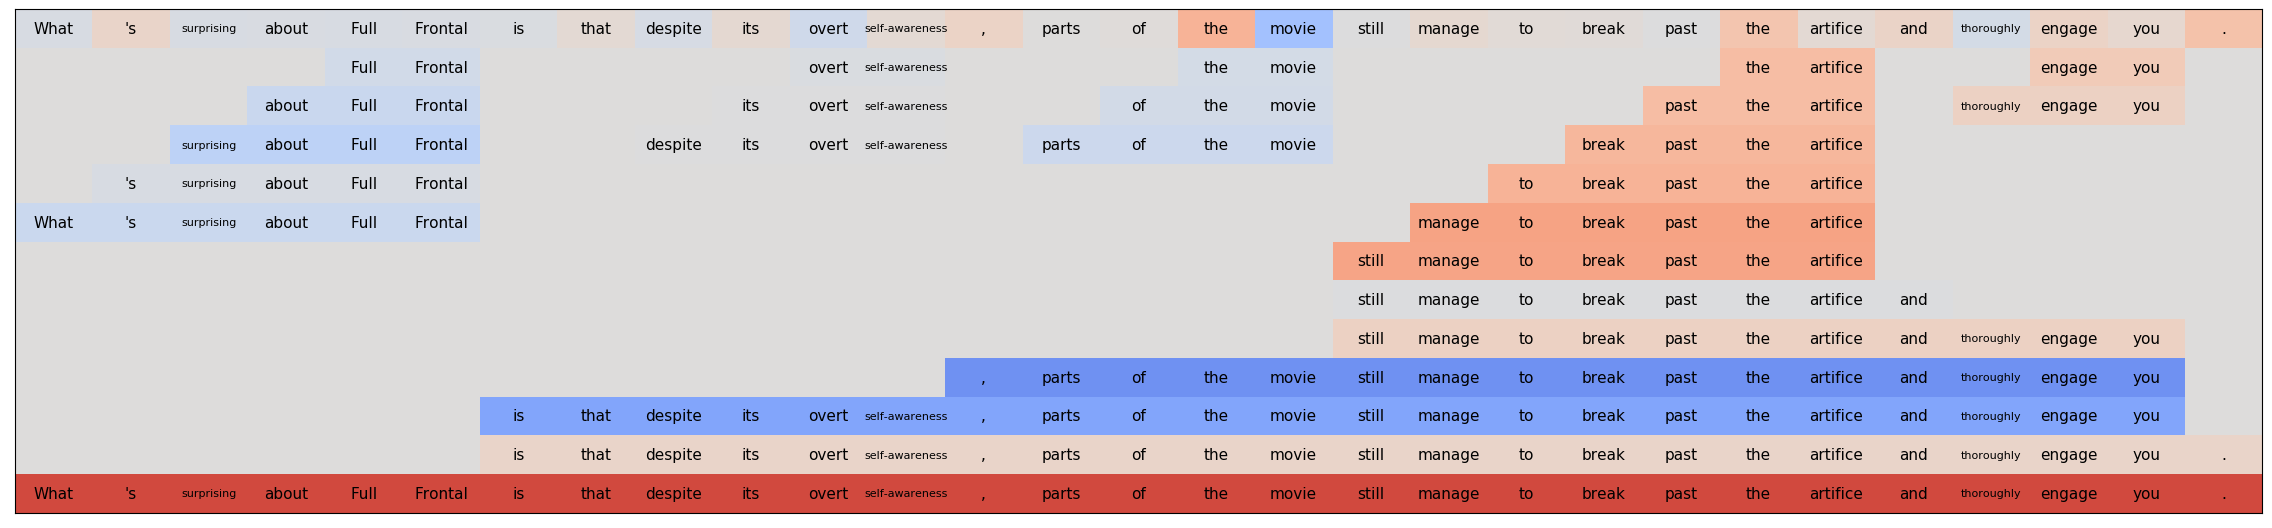 What 's surprising about Full Frontal is that despite its overt self-awareness , parts of the movie still manage to break past the artifice and thoroughly engage you .
Full Frontal overt self-awareness the movie the artifice engage you
about Full Frontal its overt self-awareness of the movie past the artifice thoroughly engage you
surprising about Full Frontal despite its overt self-awareness parts of the movie break past the artifice
's surprising about Full Frontal to break past the artifice
What 's surprising about Full Frontal manage to break past the artifice
still manage to break past the artifice
still manage to break past the artifice and
still manage to break past the artifice and thoroughly engage you
, parts of the movie still manage to break past the artifice and thoroughly engage you
is that despite its overt self-awareness , parts of the movie still manage to break past the artifice and thoroughly engage you
is that despite its overt self-awareness , parts of the movie still manage to break past the artifice and thoroughly engage you .
What 's surprising about Full Frontal is that despite its overt self-awareness , parts of the movie still manage to break past the artifice and thoroughly engage you .